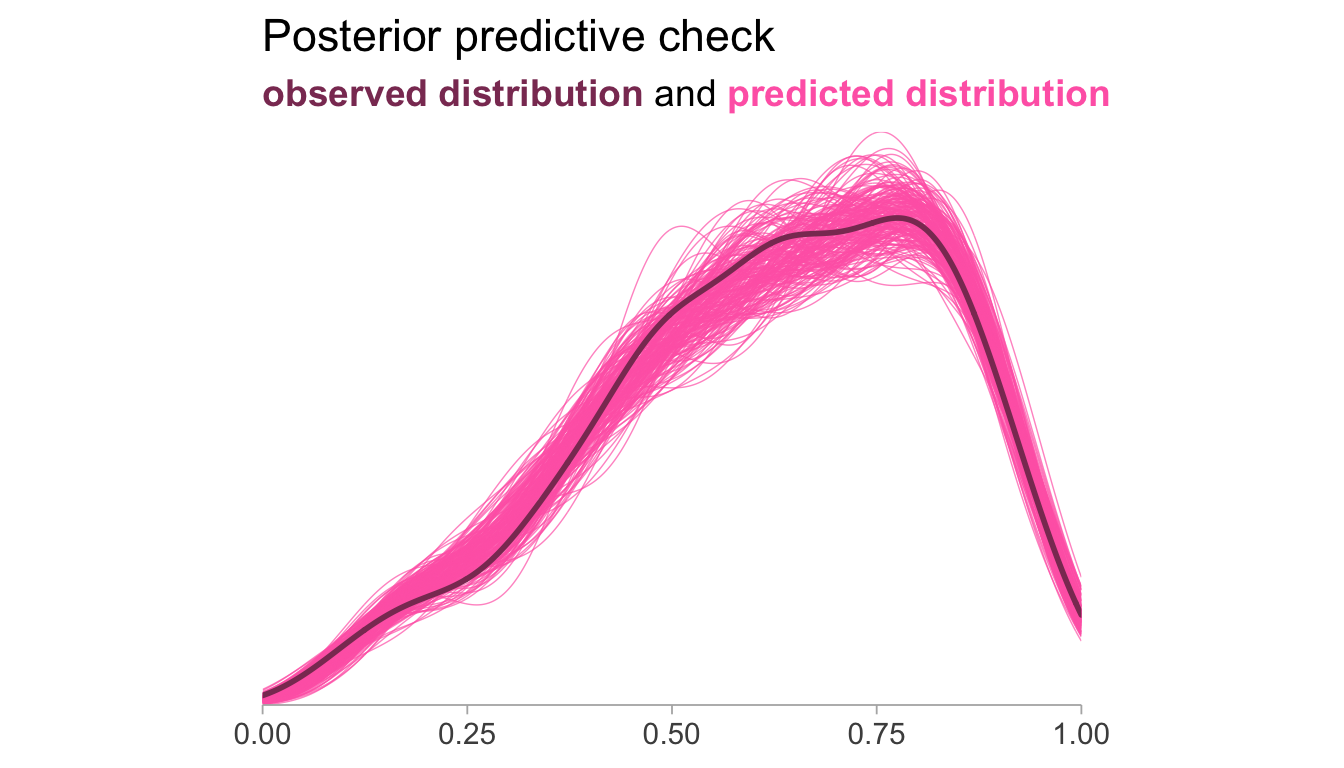 Posterior predictive check
observed distribution and predicted distribution
0.00 0.25 0.50 0.75 1.00